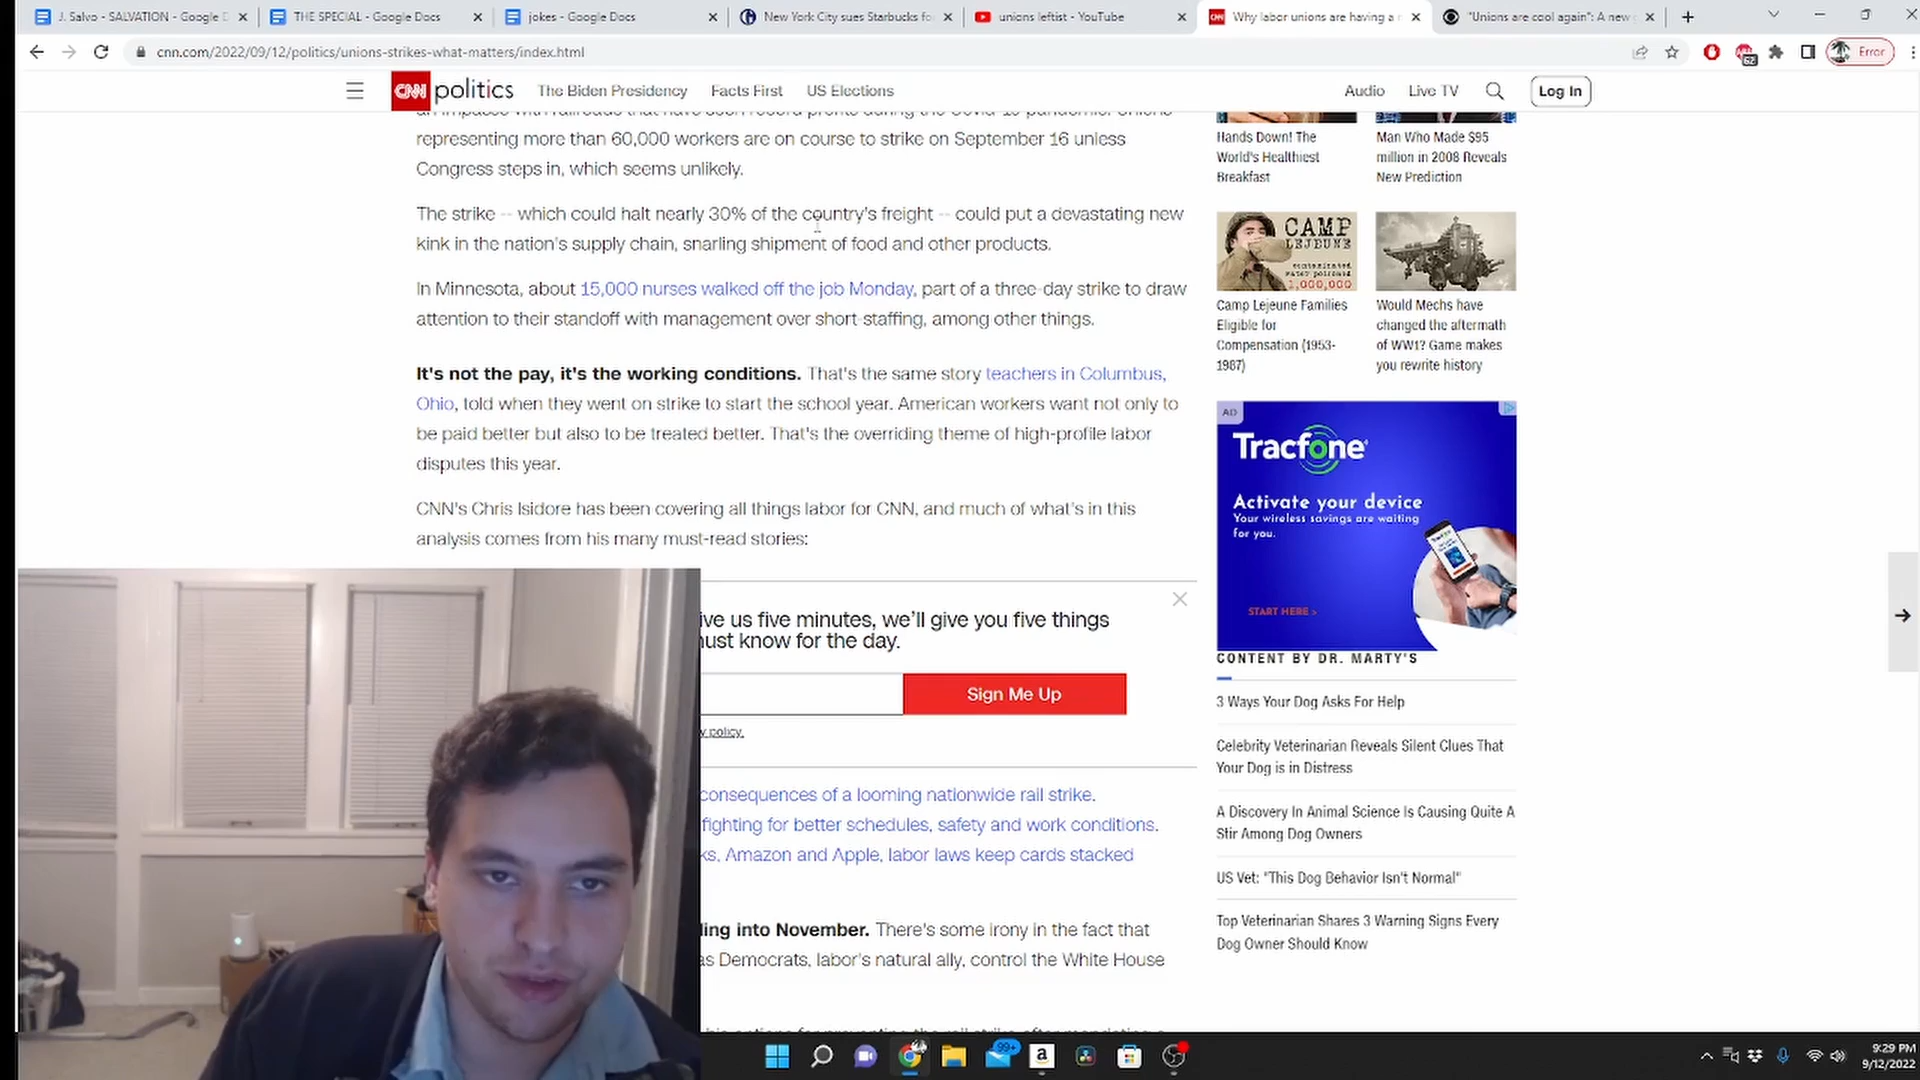 J. Salvo - SALVATION - Google D
THE SPECIAL - Google Docs
jokes - Google Docs
New York City sues Starbucks fo
unions leftist - YouTube
Why labor unions are having a
"Unions are cool again": A new
cnn.com/2022/09/12/politics/unions-strikes-what-matters/index.html
Error
CNN politics
The Biden Presidency
Facts First
US Elections
Audio
Live TV
Log In
representing more than 60,000 workers are on course to strike on September 16 unless
Congress steps in, which seems unlikely.
The strike -- which could halt nearly 30% of the country's freight -- could put a devastating new
kink in the nation's supply chain, snarling shipment of food and other products.
In Minnesota, about 15,000 nurses walked off the job Monday, part of a three-day strike to draw
attention to their standoff with management over short-staffing, among other things.
It's not the pay, it's the working conditions. That's the same story teachers in Columbus,
Ohio, told when they went on strike to start the school year. American workers want not only to
be paid better but also to be treated better. That's the overriding theme of high-profile labor
disputes this year.
CNN's Chris Isidore has been covering all things labor for CNN, and much of what's in this
analysis comes from his many must-read stories:
ive us five minutes, we'll give you five things
ust know for the day.
Sign Me Up
policy.
consequences of a looming nationwide rail strike.
fighting for better schedules, safety and work conditions.
ks, Amazon and Apple, labor laws keep cards stacked
ling into November. There's some irony in the fact that
as Democrats, labor's natural ally, control the White House
Hands Down! The
World's Healthiest
Breakfast
Man Who Made $95
million in 2008 Reveals
New Prediction
CAMP
LEJEUNE
contaminated
water poisoned
1,000,000
Camp Lejeune Families
Eligible for
Compensation (1953-
1987)
Would Mechs have
changed the aftermath
of WW1? Game makes
you rewrite history
AD
Tracfone
Activate your device
Your wireless savings are waiting
for you.
START HERE >
CONTENT BY DR. MARTY'S
3 Ways Your Dog Asks For Help
Celebrity Veterinarian Reveals Silent Clues That
Your Dog is in Distress
A Discovery In Animal Science Is Causing Quite A
Stir Among Dog Owners
US Vet: "This Dog Behavior Isn't Normal"
Top Veterinarian Shares 3 Warning Signs Every
Dog Owner Should Know
99+
9:29 PM
9/12/2022